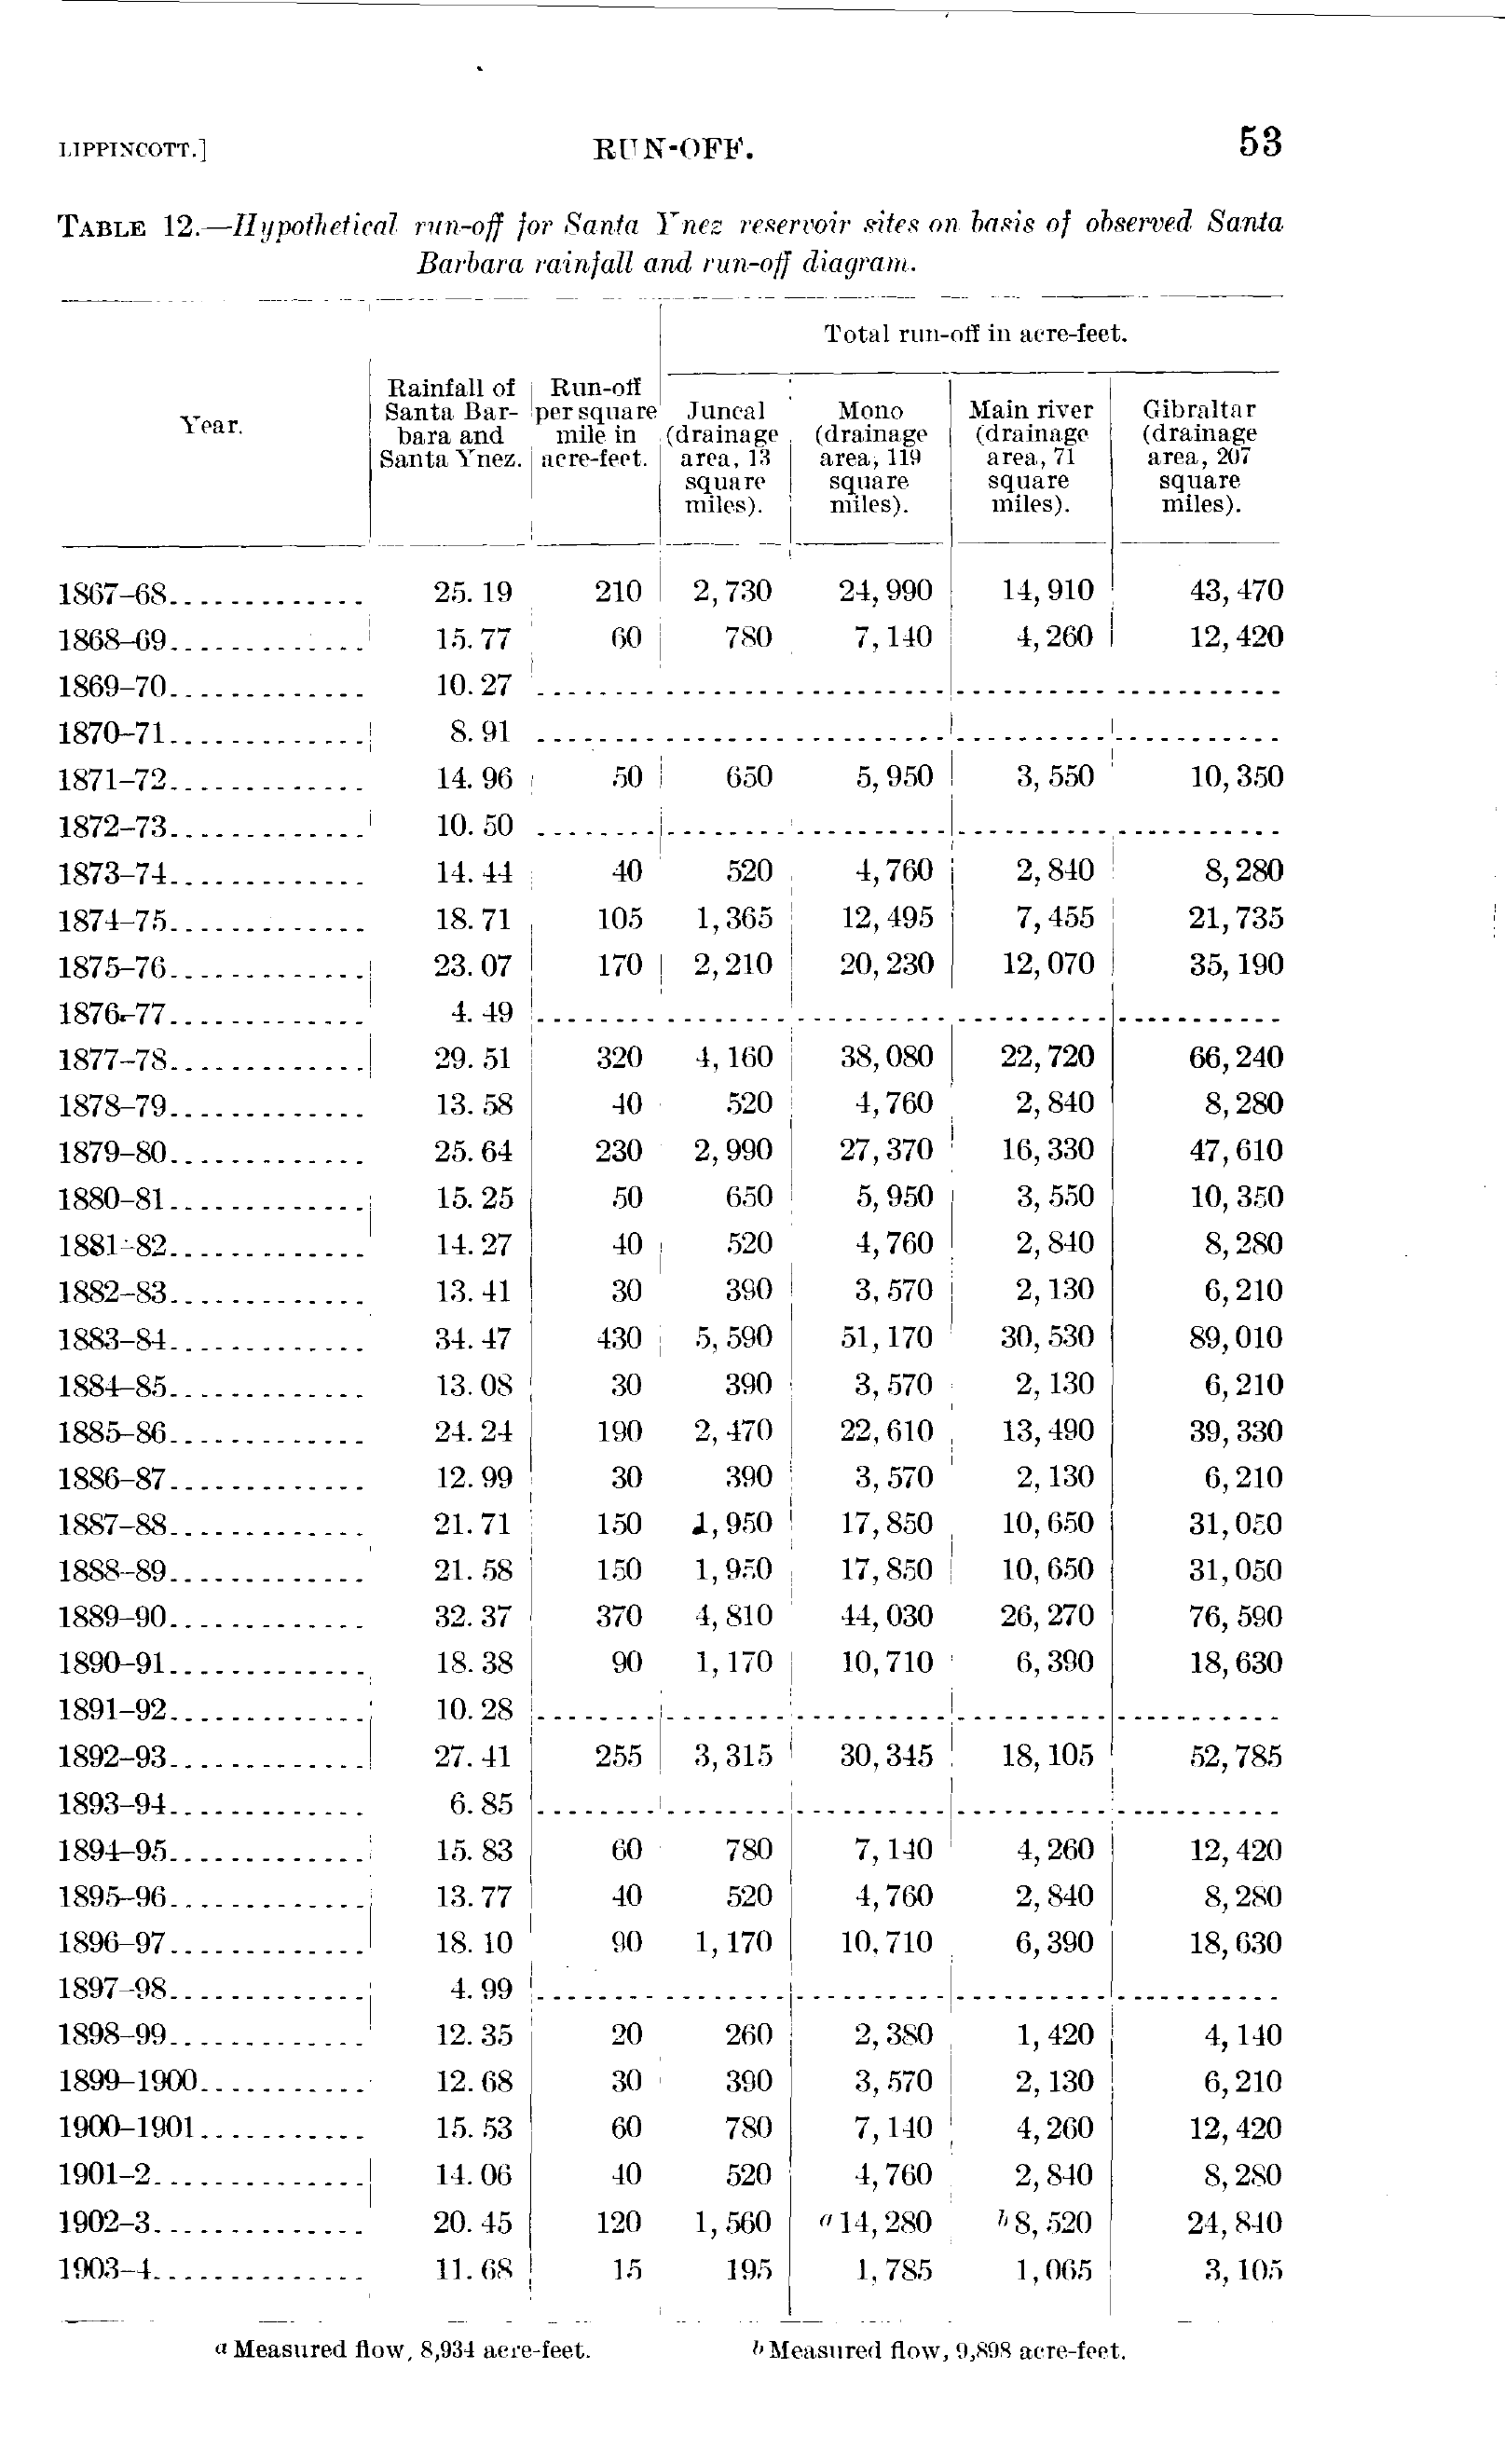 LIPPINCOTT.] RUN-OFF. 53
TABLE 12.—Hypothetical run-off for Santa Ynez reservoir sites on basis of observed Santa
Barbara rainfall and run-off diagram.
Year. Rainfall of Santa Barbara and Santa Ynez. Run-off per square mile in acre-feet. Total run-off in acre-feet.
Juncal (drainage area, 13 square miles). Mono (drainage area, 119 square miles). Main river (drainage area, 71 square miles). Gibraltar (drainage area, 207 square miles).
1867–68 25.19 210 2,730 24,990 14,910 43,470
1868–69 15.77 60 780 7,140 4,260 12,420
1869–70 10.27
1870–71 8.91
1871–72 14.96 50 650 5,950 3,550 10,350
1872–73 10.50
1873–74 14.44 40 520 4,760 2,840 8,280
1874–75 18.71 105 1,365 12,495 7,455 21,735
1875–76 23.07 170 2,210 20,230 12,070 35,190
1876–77 4.49
1877–78 29.51 320 4,160 38,080 22,720 66,240
1878–79 13.58 40 520 4,760 2,840 8,280
1879–80 25.64 230 2,990 27,370 16,330 47,610
1880–81 15.25 50 650 5,950 3,550 10,350
1881–82 14.27 40 520 4,760 2,840 8,280
1882–83 13.41 30 390 3,570 2,130 6,210
1883–84 34.47 430 5,590 51,170 30,530 89,010
1884–85 13.08 30 390 3,570 2,130 6,210
1885–86 24.24 190 2,470 22,610 13,490 39,330
1886–87 12.99 30 390 3,570 2,130 6,210
1887–88 21.71 150 1,950 17,850 10,650 31,050
1888–89 21.58 150 1,950 17,850 10,650 31,050
1889–90 32.37 370 4,810 44,030 26,270 76,590
1890–91 18.38 90 1,170 10,710 6,390 18,630
1891–92 10.28
1892–93 27.41 255 3,315 30,345 18,105 52,785
1893–94 6.85
1894–95 15.83 60 780 7,140 4,260 12,420
1895–96 13.77 40 520 4,760 2,840 8,280
1896–97 18.10 90 1,170 10,710 6,390 18,630
1897–98 4.99
1898–99 12.35 20 260 2,380 1,420 4,140
1899–1900 12.68 30 390 3,570 2,130 6,210
1900–1901 15.53 60 780 7,140 4,260 12,420
1901–2 14.06 40 520 4,760 2,840 8,280
1902–3 20.45 120 1,560 a 14,280 b 8,520 24,840
1903–4 11.68 15 195 1,785 1,065 3,105
a Measured flow, 8,934 acre-feet. b Measured flow, 9,898 acre-feet.